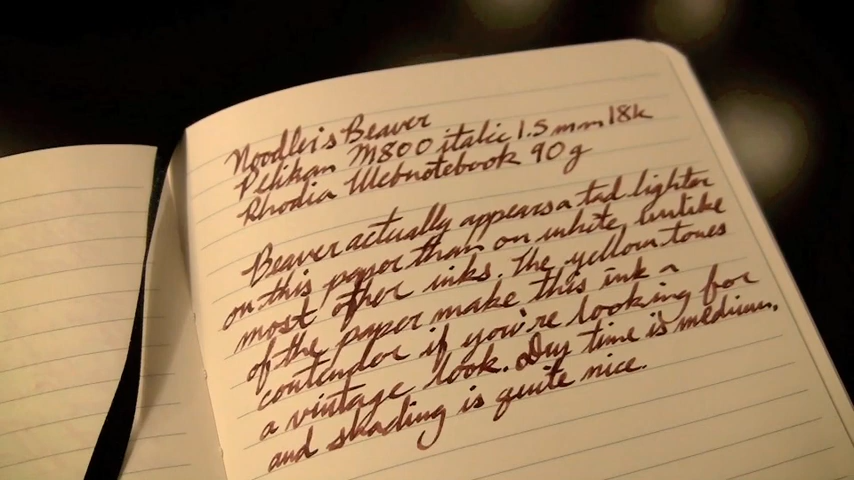 Noodler's Beaver
Pelikan M800 italic 1.5mm 18k
Rhodia Webnotebook 90g
Beaver actually appears a tad lighter
on this paper than on white unlike
most other inks. The yellow tones
of the paper make this ink a
contender if you're looking for
a vintage look. Dry time is medium,
and shading is quite nice.